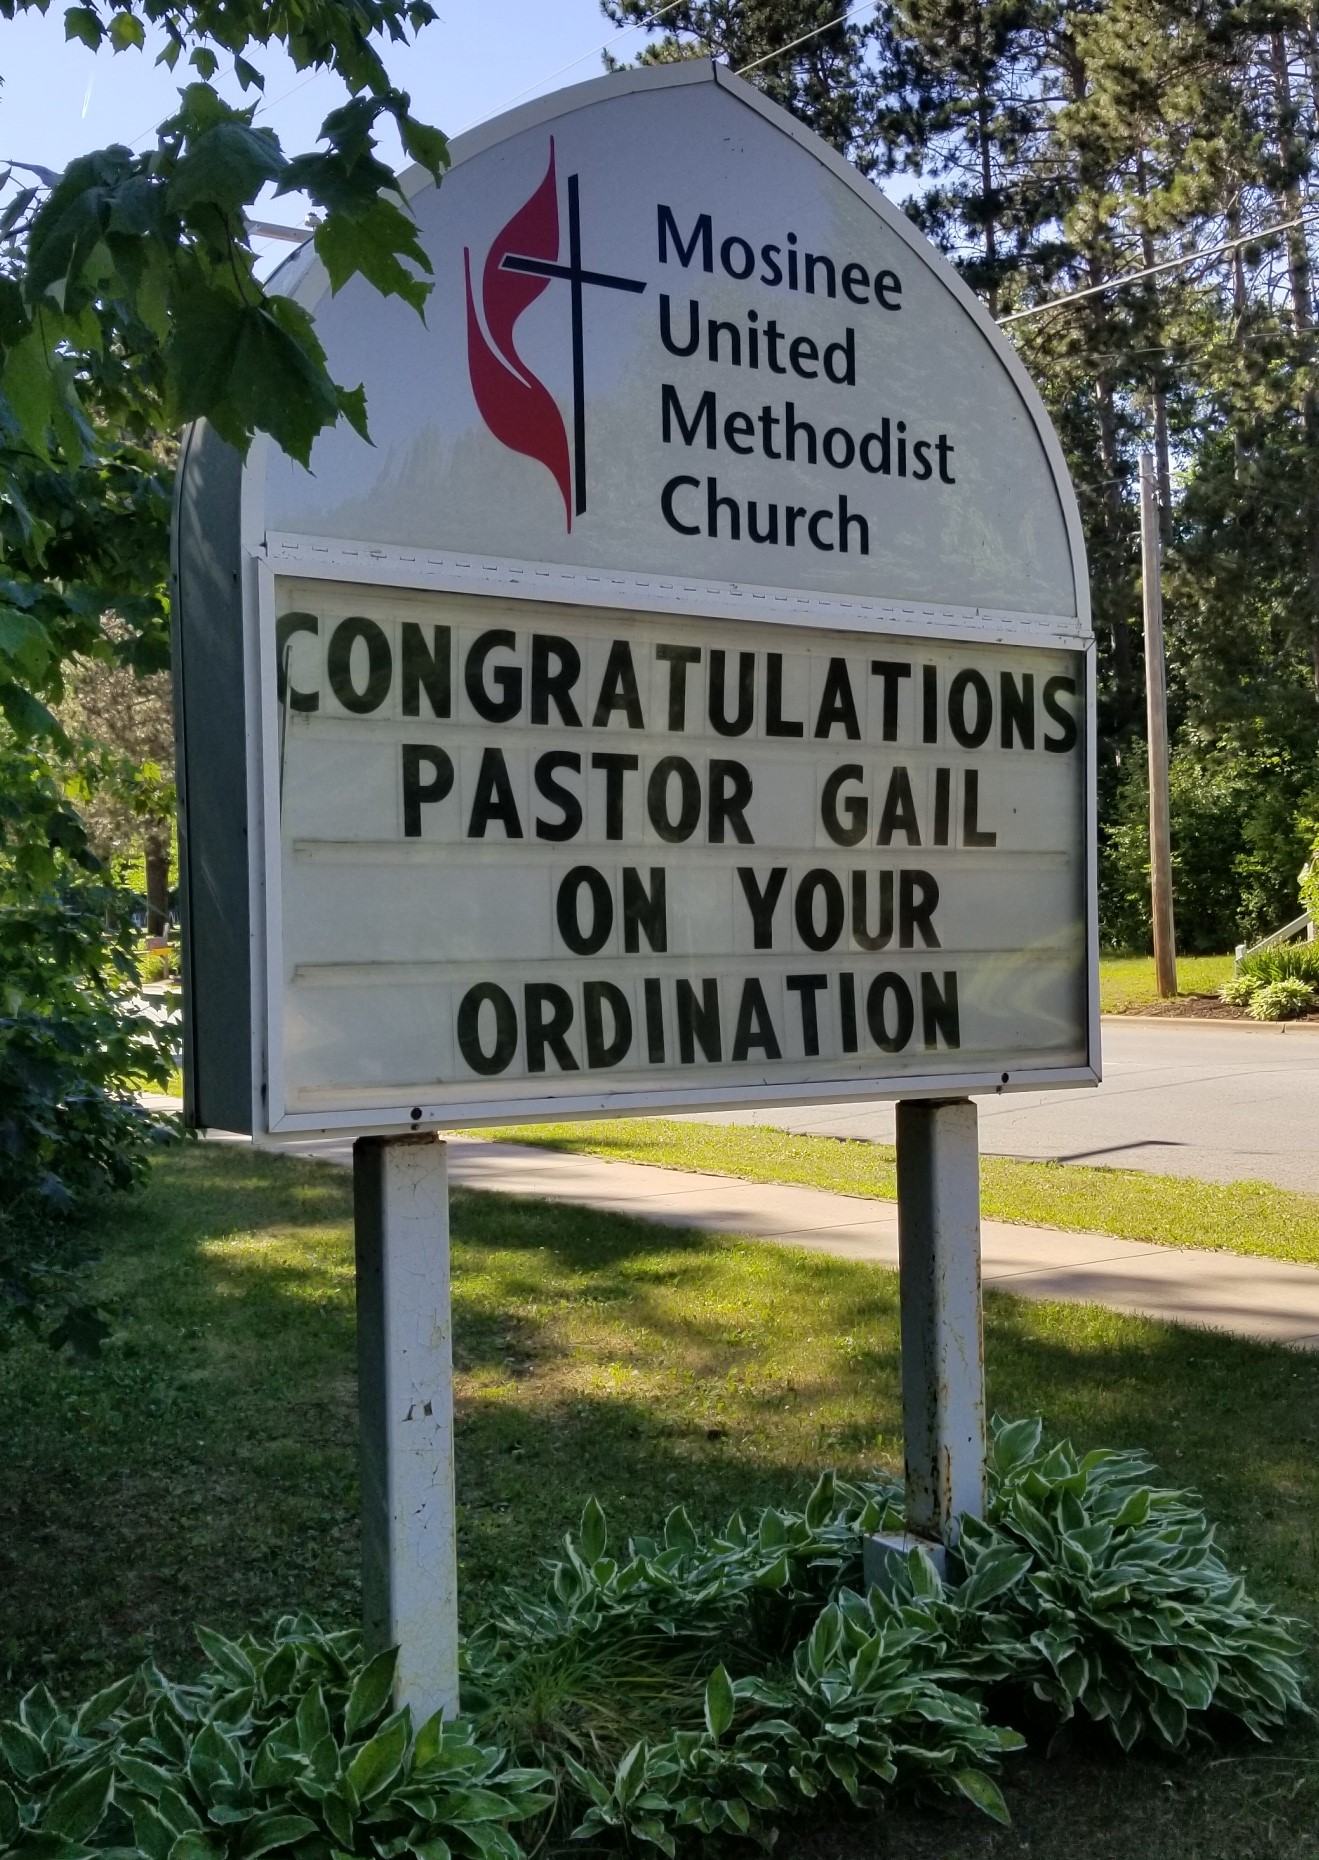 Mosinee
United
Methodist
Church
CONGRATULATIONS
PASTOR GAIL
ON YOUR
ORDINATION